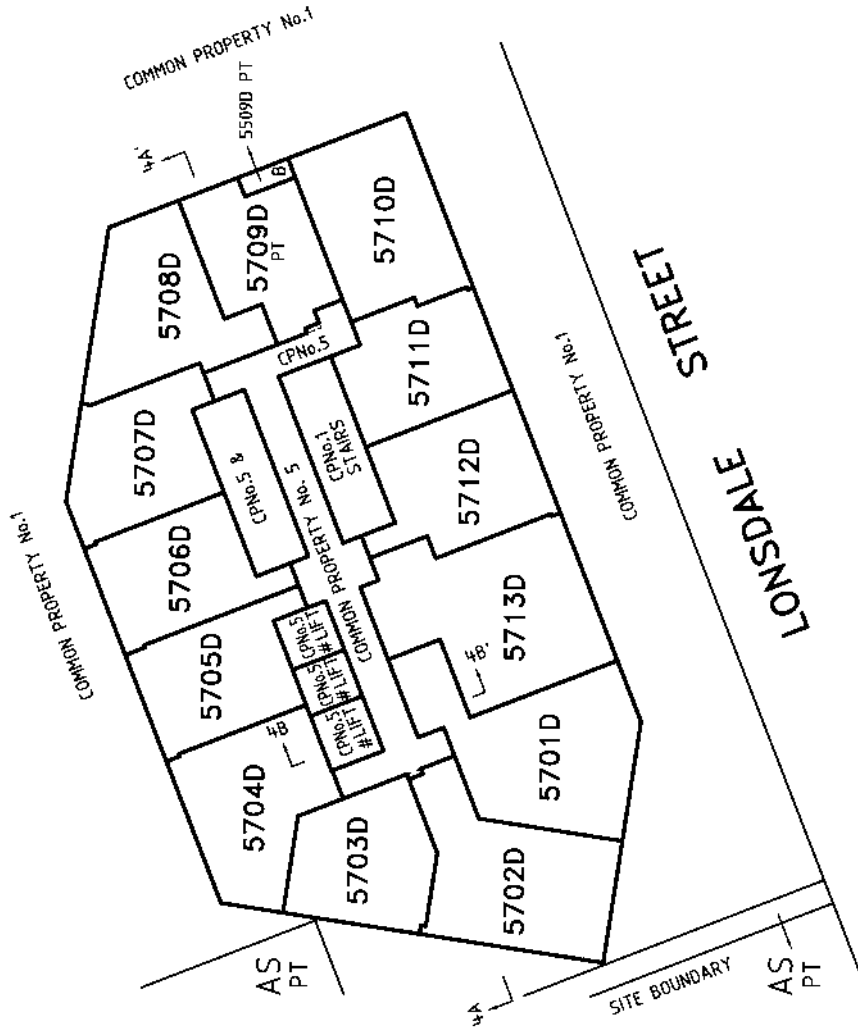 COMMON PROPERTY No.1
4A'
5509D PT
B
5708D
5709D
PT
5710D
COMMON PROPERTY No.1
5707D
CPNo.5
5711D
CPNo.5 &
CPNo.1
STAIRS
5706D
COMMON PROPERTY No. 5
5712D
COMMON PROPERTY No.1
LONSDALE STREET
5705D
CPNo.5
#LIFT
CPNo.5
#LIFT
CPNo.5
#LIFT
5713D
4B
4B'
5704D
5703D
5701D
5702D
AS
PT
4A
SITE BOUNDARY
AS
PT